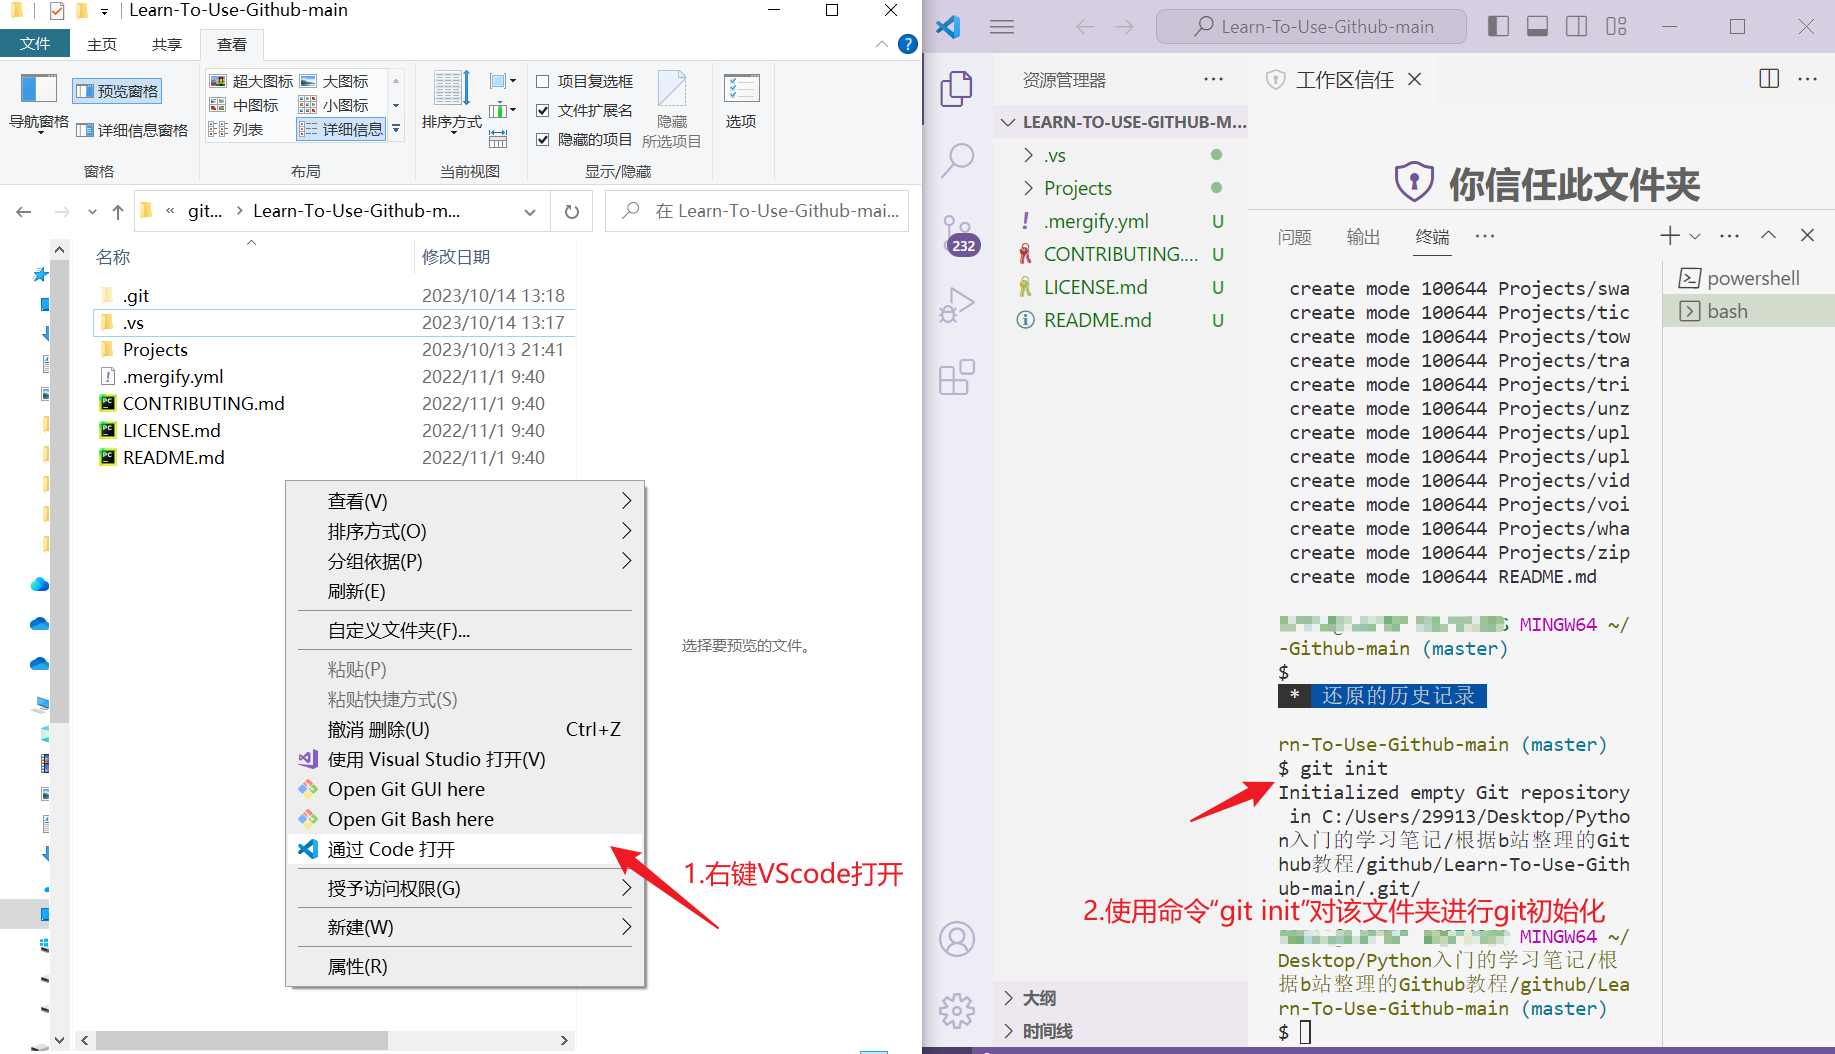 Learn-To-Use-Github-main
文件
主页
共享
查看
导航窗格
预览窗格
详细信息窗格
窗格
超大图标
大图标
中图标
小图标
列表
详细信息
布局
排序方式
当前视图
项目复选框
文件扩展名
隐藏的项目
隐藏
所选项目
显示/隐藏
选项
« git... > Learn-To-Use-Github-m...
在 Learn-To-Use-Github-mai...
名称
修改日期
.git 2023/10/14 13:18
.vs 2023/10/14 13:17
Projects 2023/10/13 21:41
.mergify.yml 2022/11/1 9:40
CONTRIBUTING.md 2022/11/1 9:40
LICENSE.md 2022/11/1 9:40
README.md 2022/11/1 9:40
选择要预览的文件。
查看(V)
排序方式(O)
分组依据(P)
刷新(E)
自定义文件夹(F)...
粘贴(P)
粘贴快捷方式(S)
撤消 删除(U) Ctrl+Z
使用 Visual Studio 打开(V)
Open Git GUI here
Open Git Bash here
通过 Code 打开
授予访问权限(G)
新建(W)
属性(R)
1.右键VScode打开
Learn-To-Use-Github-main
资源管理器
LEARN-TO-USE-GITHUB-M...
.vs
Projects
.mergify.yml U
CONTRIBUTING.... U
LICENSE.md U
README.md U
232
大纲
时间线
工作区信任
你信任此文件夹
问题
输出
终端
powershell
bash
create mode 100644 Projects/swa
create mode 100644 Projects/tic
create mode 100644 Projects/tow
create mode 100644 Projects/tra
create mode 100644 Projects/tri
create mode 100644 Projects/unz
create mode 100644 Projects/upl
create mode 100644 Projects/upl
create mode 100644 Projects/vid
create mode 100644 Projects/voi
create mode 100644 Projects/wha
create mode 100644 Projects/zip
create mode 100644 README.md
MINGW64 ~/
-Github-main (master)
$
* 还原的历史记录
rn-To-Use-Github-main (master)
$ git init
Initialized empty Git repository
in C:/Users/29913/Desktop/Pytho
n入门的学习笔记/根据b站整理的Git
hub教程/github/Learn-To-Use-Gith
ub-main/.git/
2.使用命令“git init”对该文件夹进行git初始化
MINGW64 ~/
Desktop/Python入门的学习笔记/根
据b站整理的Github教程/github/Lea
rn-To-Use-Github-main (master)
$